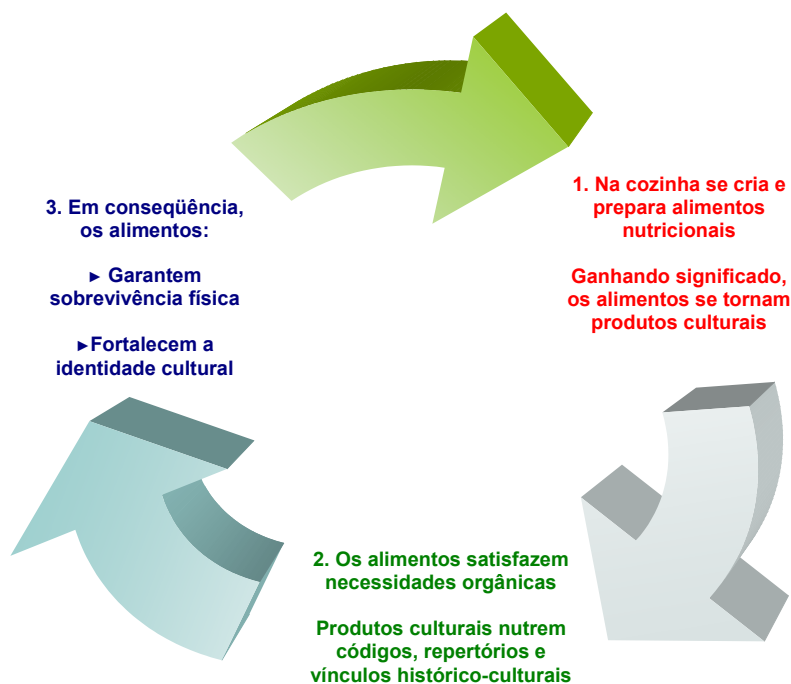 1. Na cozinha se cria e
prepara alimentos
nutricionais
Ganhando significado,
os alimentos se tornam
produtos culturais
2. Os alimentos satisfazem
necessidades orgânicas
Produtos culturais nutrem
códigos, repertórios e
vínculos histórico-culturais
3. Em conseqüência,
os alimentos:
► Garantem
sobrevivência física
►Fortalecem a
identidade cultural